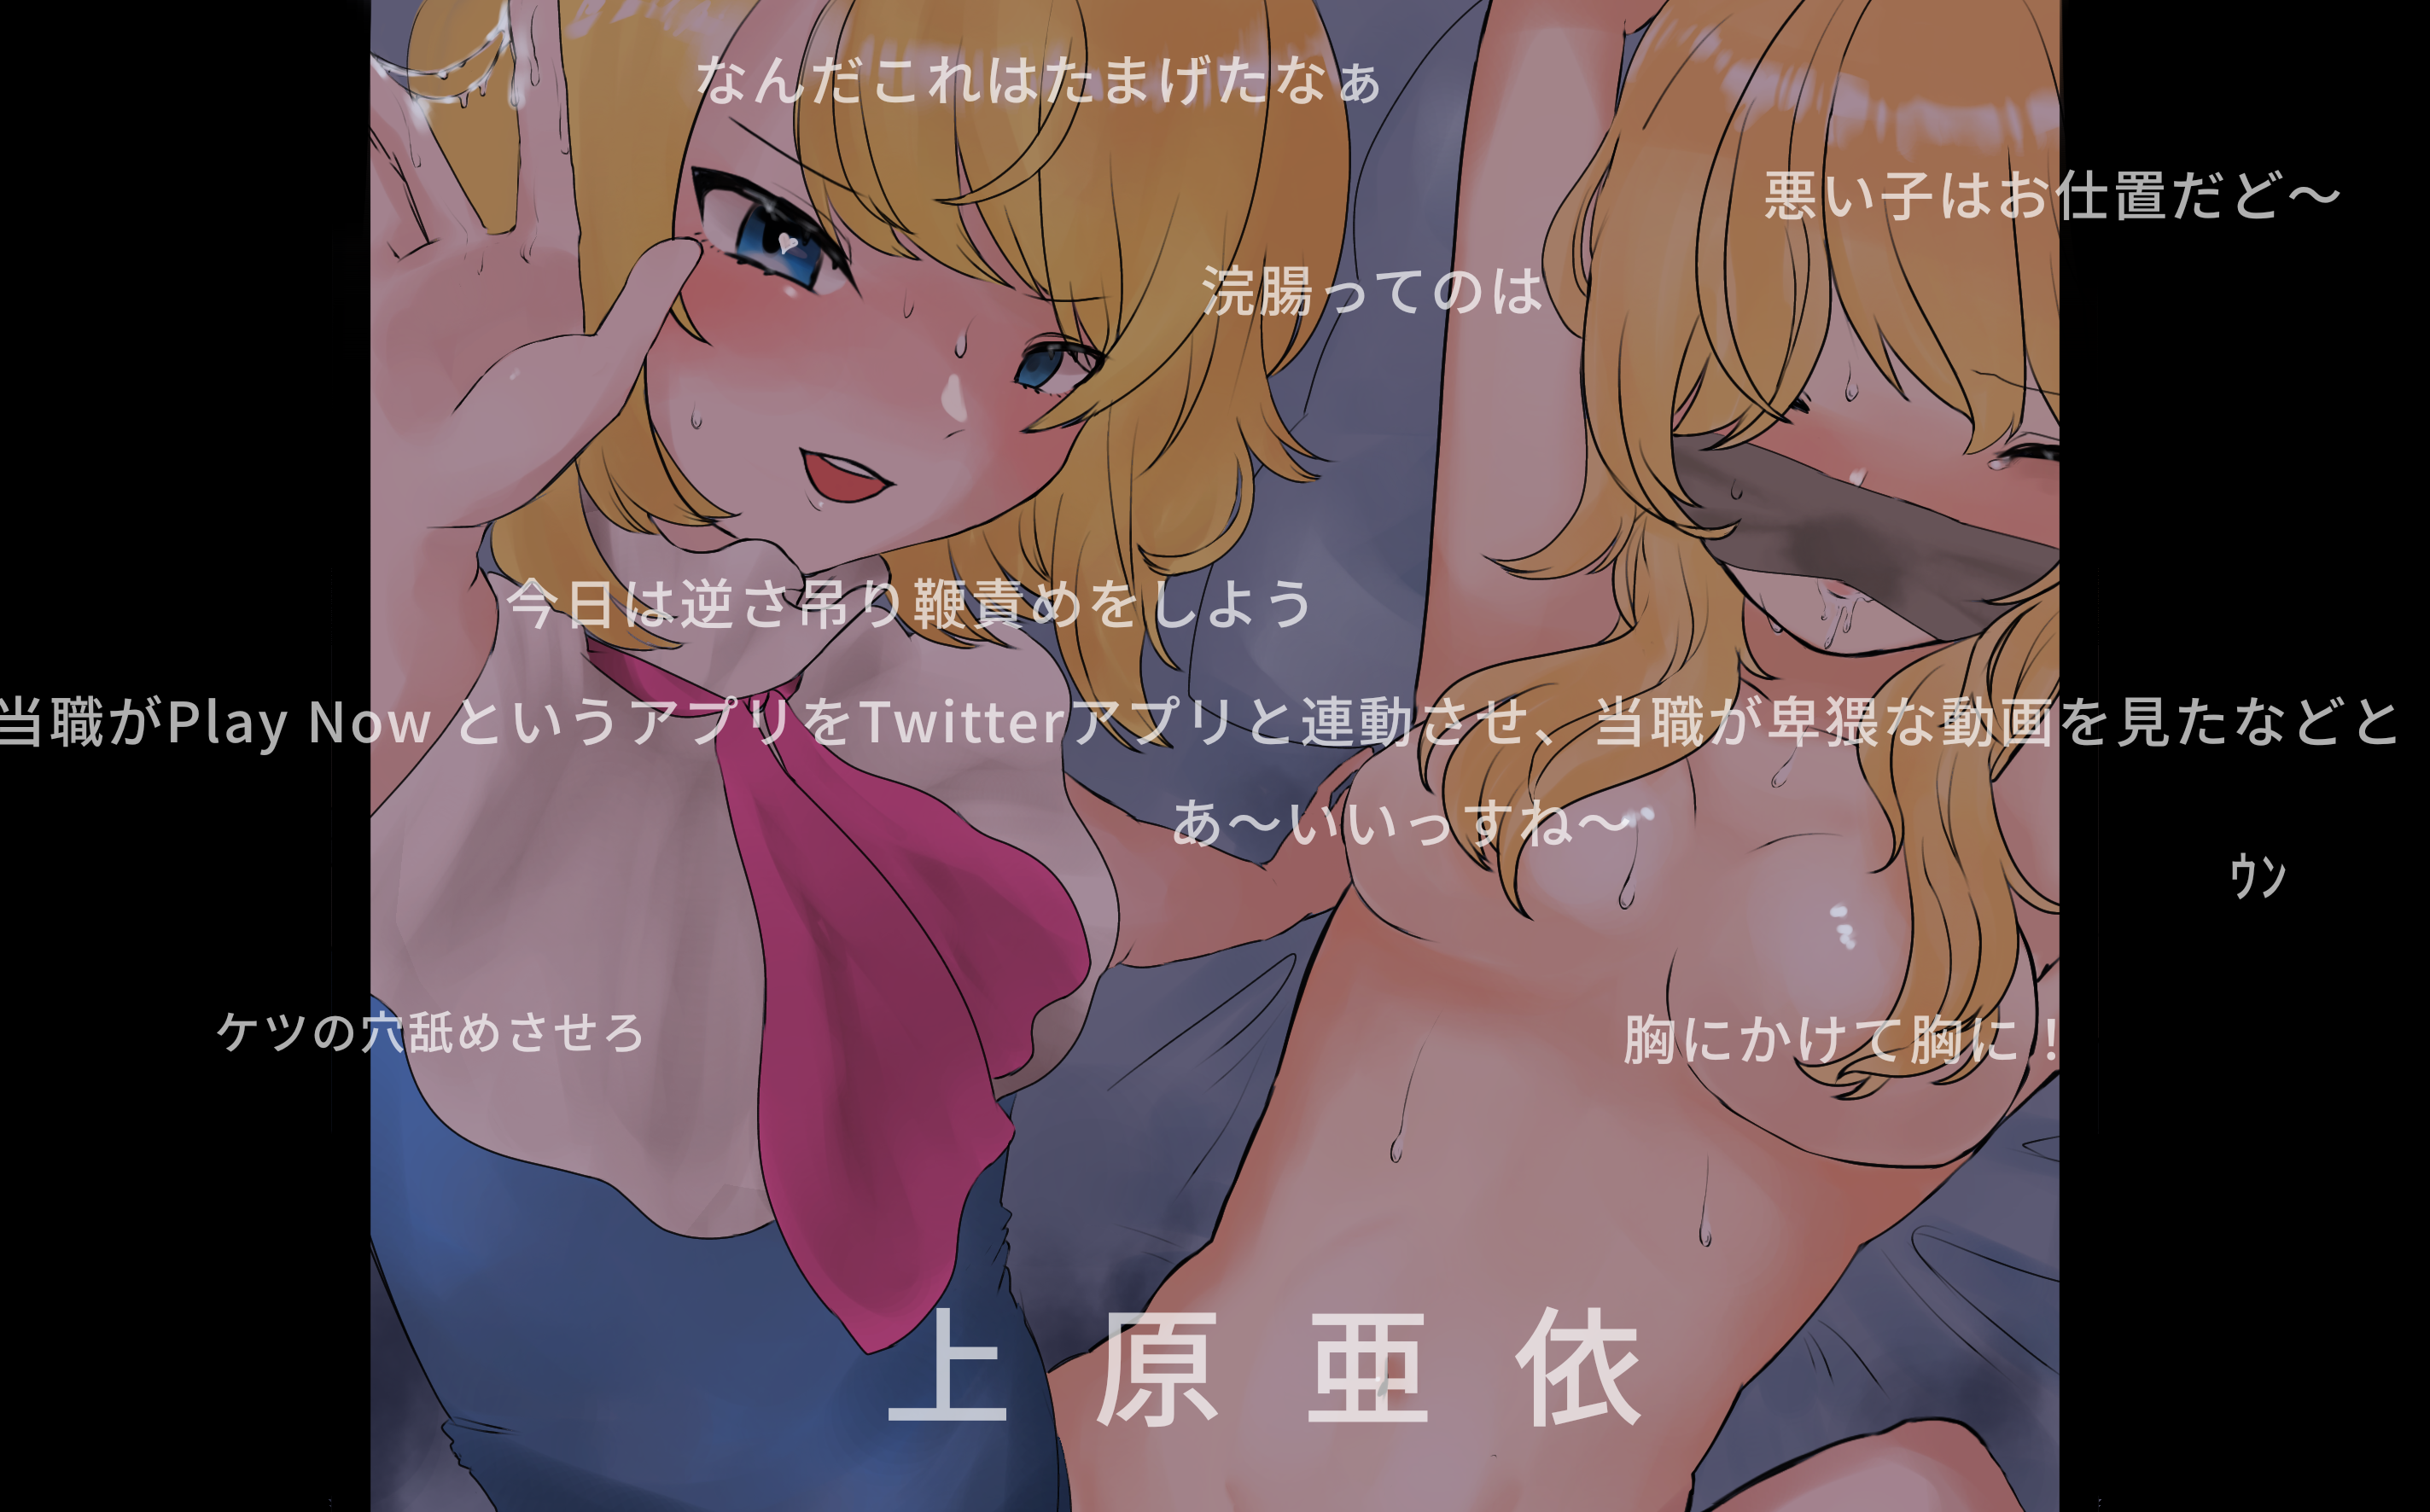 なんだこれはたまげたなぁ
悪い子はお仕置だど～
浣腸ってのは
今日は逆さ吊り鞭責めをしよう
当職がPlay Now というアプリをTwitterアプリと連動させ、当職が卑猥な動画を見たなどと
あ～いいっすね～
ｳﾝ
ケツの穴舐めさせろ
胸にかけて胸に！
上原亜依